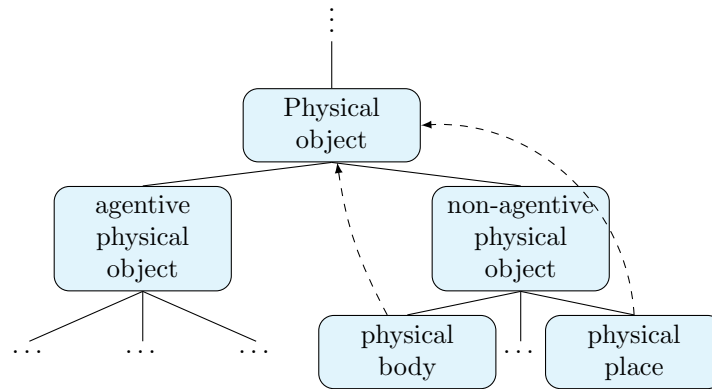 ⋮
Physical
object
agentive
physical
object
non-agentive
physical
object
...
...
...
physical
body
...
physical
place